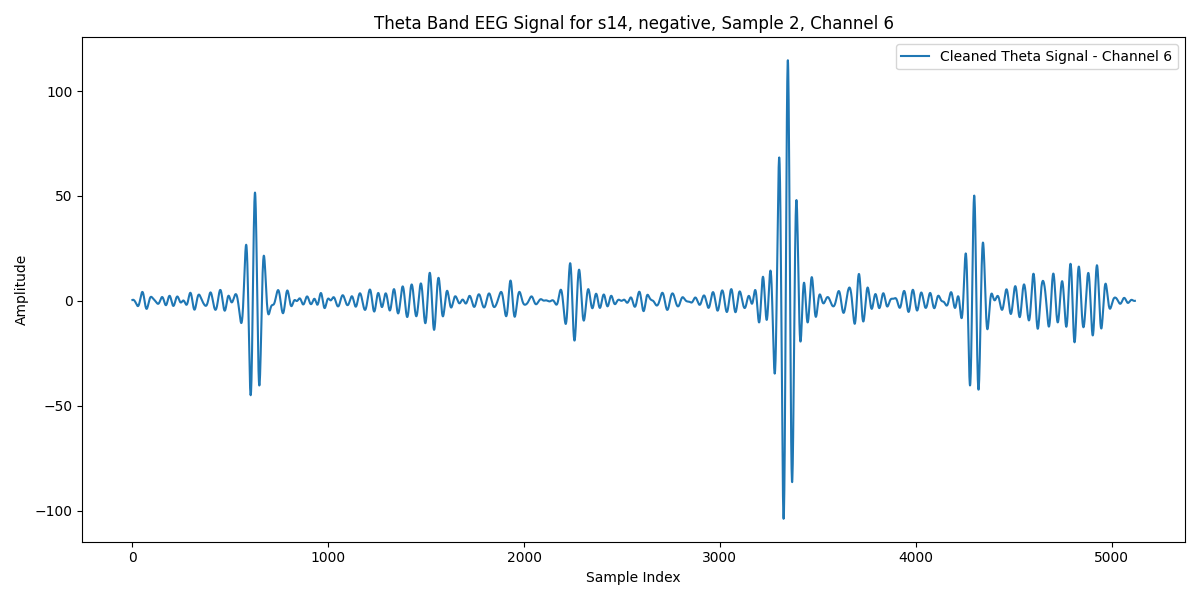 Theta Band EEG Signal for s14, negative, Sample 2, Channel 6
Cleaned Theta Signal - Channel 6
100
50
0
−50
−100
Amplitude
0 1000 2000 3000 4000 5000
Sample Index